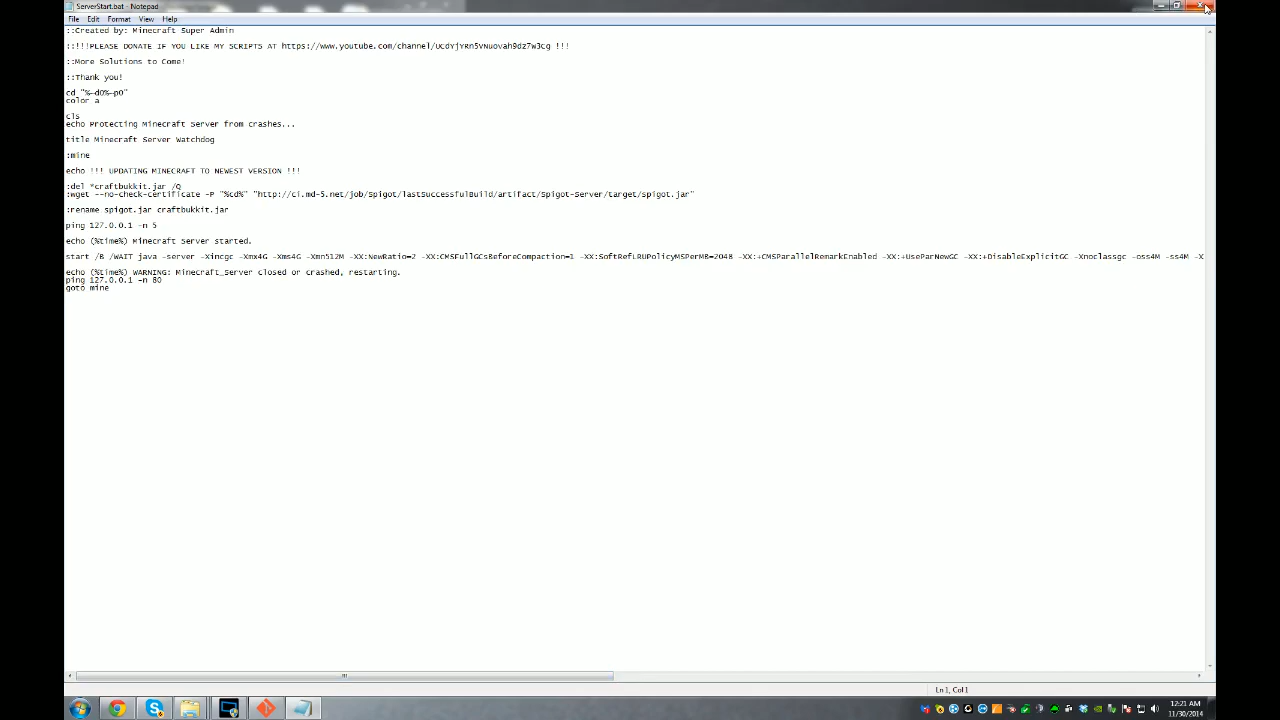 ServerStart.bat - Notepad
File Edit Format View Help
::Created by: Minecraft Super Admin
::!!!PLEASE DONATE IF YOU LIKE MY SCRIPTS AT https://www.youtube.com/channel/UCdYjYRn5VNuovah9dz7w3cg !!!
::More Solutions to Come!
::Thank you!
cd "%~d0%~p0"
color a
cls
echo Protecting Minecraft Server from crashes...
title Minecraft Server Watchdog
:mine
echo !!! UPDATING MINECRAFT TO NEWEST VERSION !!!
:del *craftbukkit.jar /Q
:wget --no-check-certificate -P "%cd%" "http://ci.md-5.net/job/Spigot/lastSuccessfulBuild/artifact/Spigot-Server/target/spigot.jar"
:rename spigot.jar craftbukkit.jar
ping 127.0.0.1 -n 5
echo (%time%) Minecraft Server started.
start /B /WAIT java -server -Xincgc -Xmx4G -Xms4G -Xmn512M -XX:NewRatio=2 -XX:CMSFullGCsBeforeCompaction=1 -XX:SoftRefLRUPolicyMSPerMB=2048 -XX:+CMSParallelRemarkEnabled -XX:+UseParNewGC -XX:+DisableExplicitGC -Xnoclassgc -oss4M -ss4M -X
echo (%time%) WARNING: Minecraft_Server closed or crashed, restarting.
ping 127.0.0.1 -n 80
goto mine
Ln 1, Col 1
12:21 AM
11/30/2014